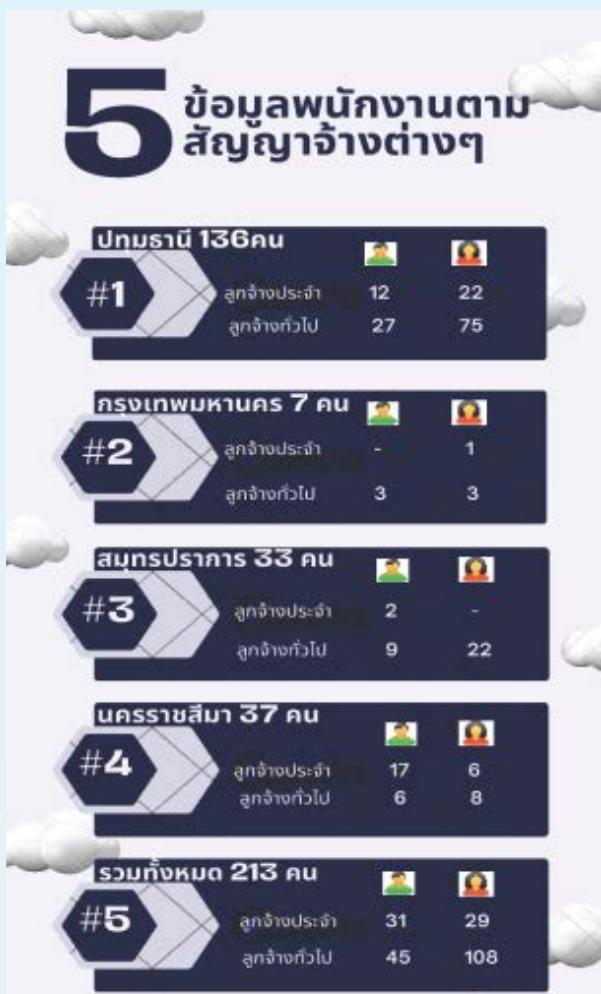 5 ข้อมูลพนักงานตาม
สัญญาจ้างต่างๆ
ปทุมธานี 136คน
#1
ลูกจ้างประจำ 12 22
ลูกจ้างทั่วไป 27 75
กรุงเทพมหานคร 7 คน
#2
ลูกจ้างประจำ - 1
ลูกจ้างทั่วไป 3 3
สมุทรปราการ 33 คน
#3
ลูกจ้างประจำ 2 -
ลูกจ้างทั่วไป 9 22
นครราชสีมา 37 คน
#4
ลูกจ้างประจำ 17 6
ลูกจ้างทั่วไป 6 8
รวมทั้งหมด 213 คน
#5
ลูกจ้างประจำ 31 29
ลูกจ้างทั่วไป 45 108